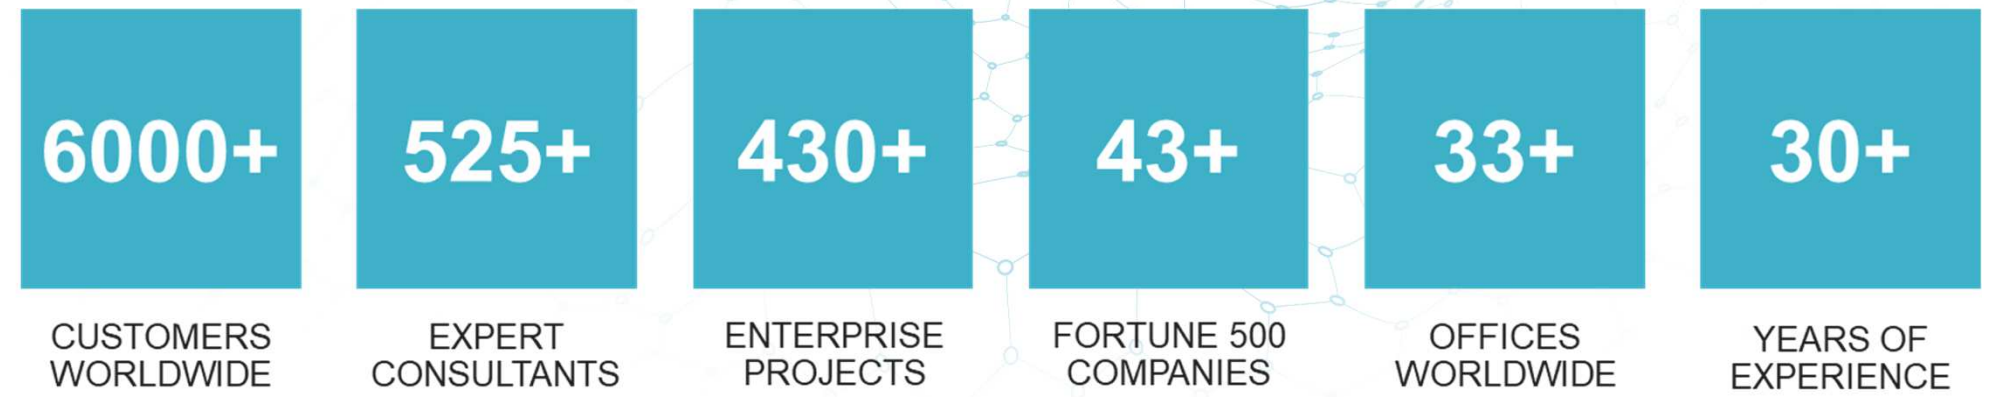 6000+
CUSTOMERS
WORLDWIDE
525+
EXPERT
CONSULTANTS
430+
ENTERPRISE
PROJECTS
43+
FORTUNE 500
COMPANIES
33+
OFFICES
WORLDWIDE
30+
YEARS OF
EXPERIENCE